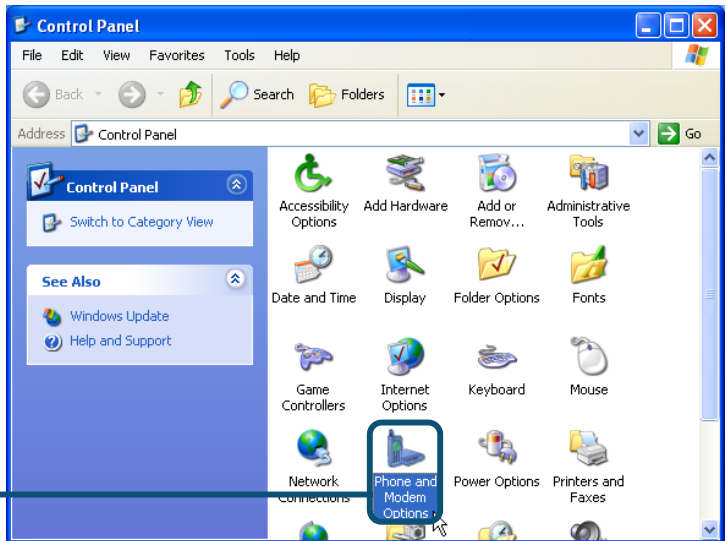 Control Panel
File Edit View Favorites Tools Help
Back Search Folders
Address Control Panel Go
Control Panel
Switch to Category View
See Also
Windows Update
Help and Support
Accessibility Options
Add Hardware
Add or Remov...
Administrative Tools
Date and Time
Display
Folder Options
Fonts
Game Controllers
Internet Options
Keyboard
Mouse
Network Connections
Phone and Modem Options
Power Options
Printers and Faxes